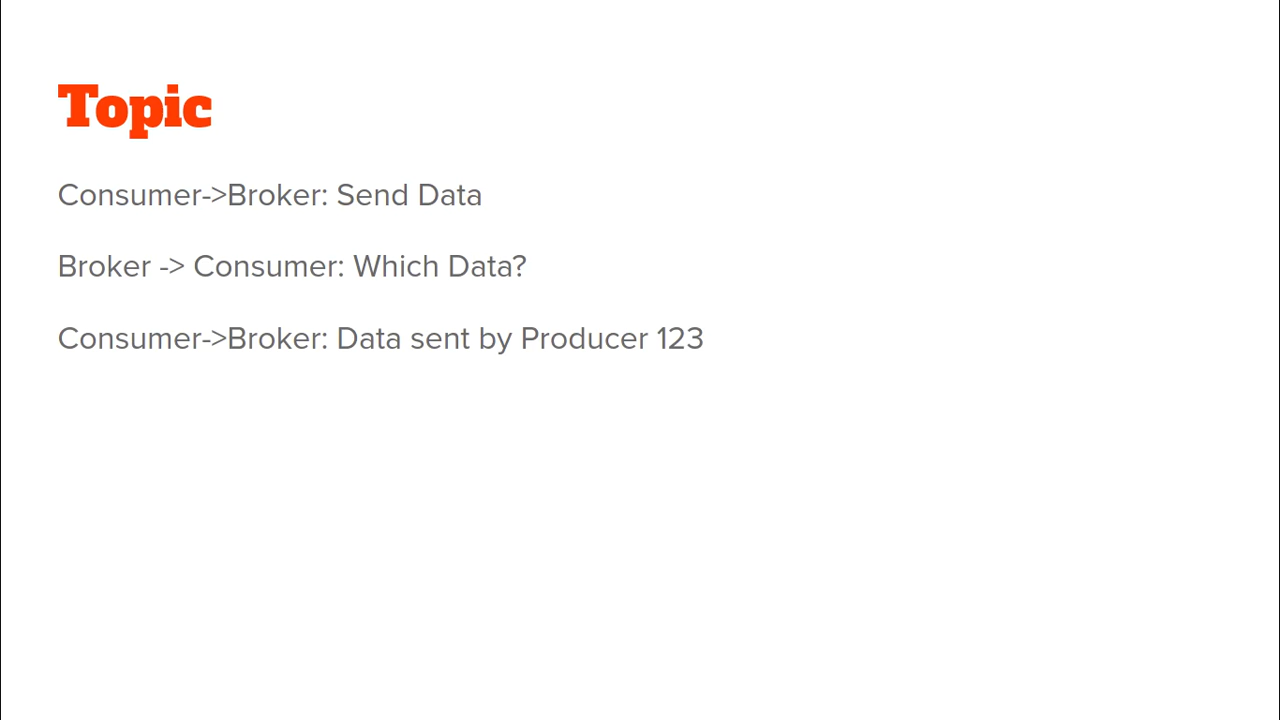 Topic
Consumer->Broker: Send Data
Broker -> Consumer: Which Data?
Consumer->Broker: Data sent by Producer 123